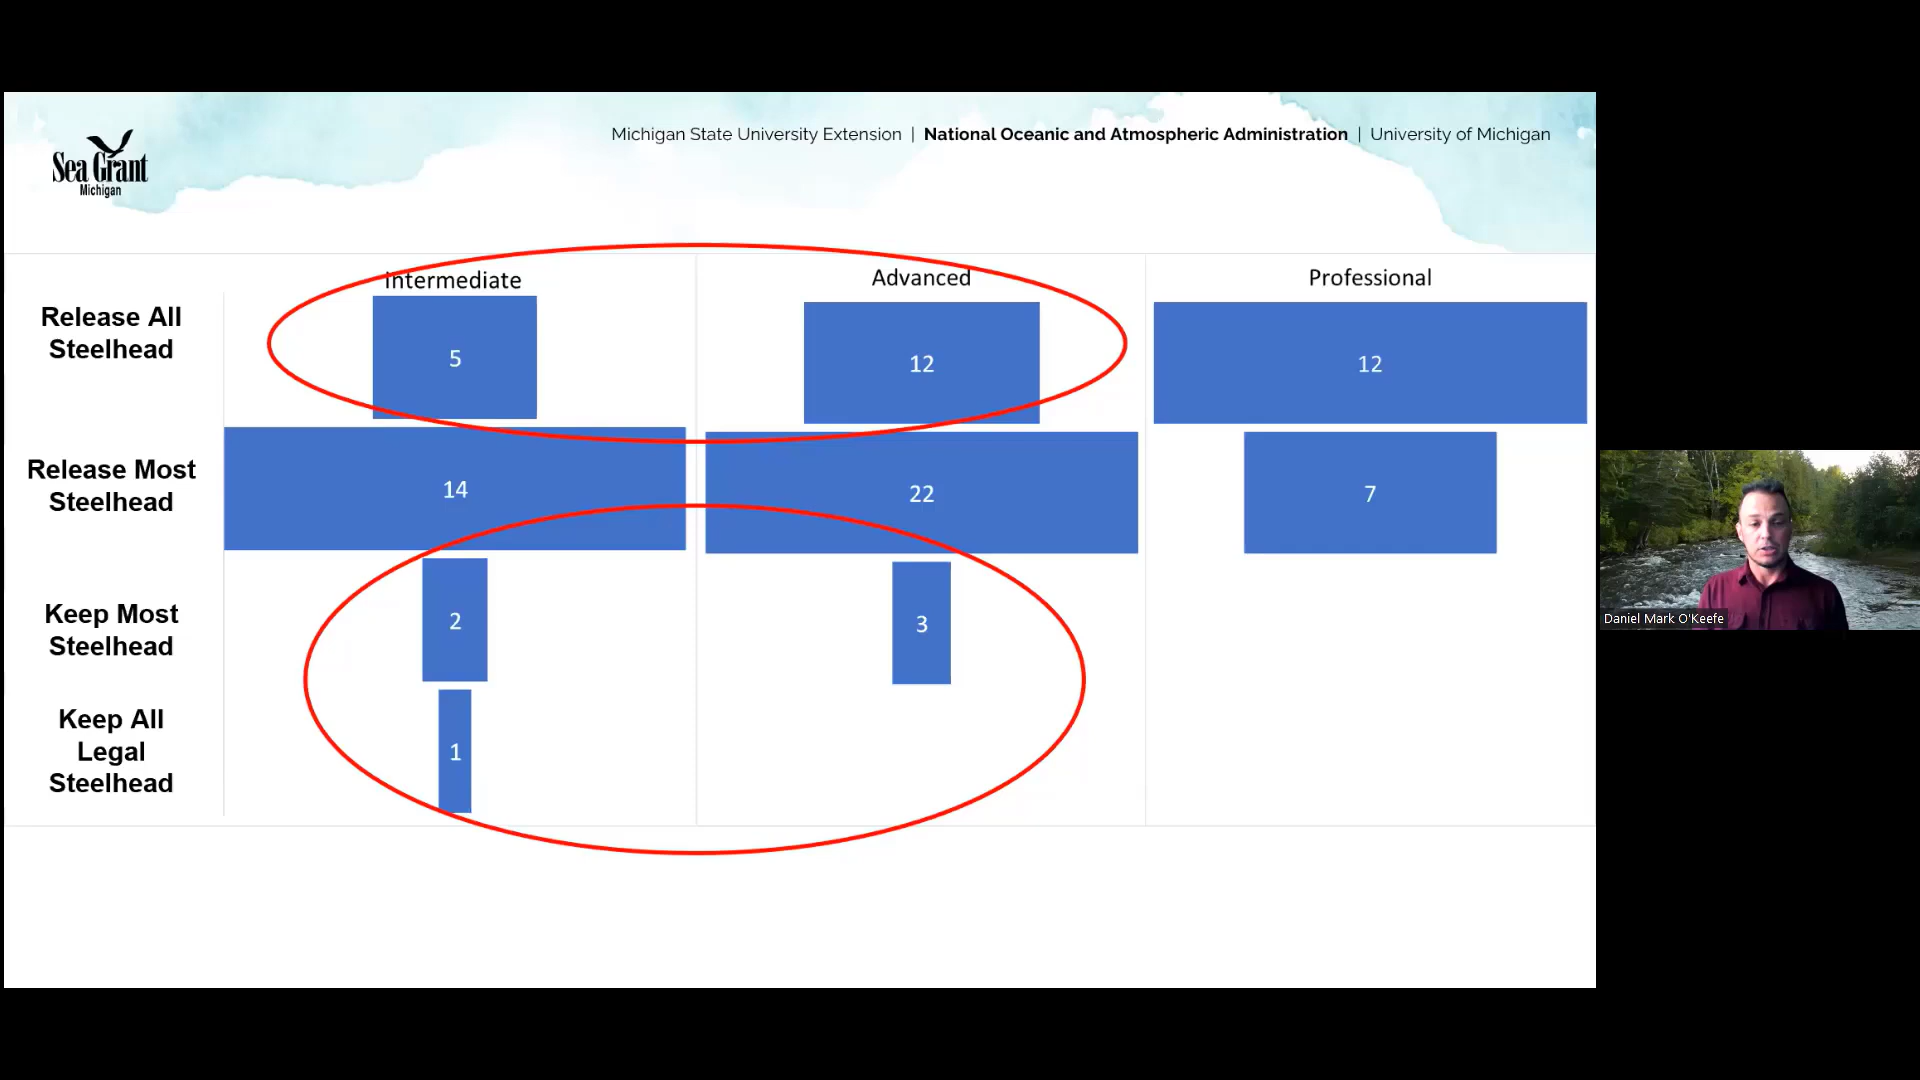 Sea Grant
Michigan
Michigan State University Extension | National Oceanic and Atmospheric Administration | University of Michigan
Intermediate
Advanced
Professional
Release All
Steelhead
5
12
12
Release Most
Steelhead
14
22
7
Keep Most
Steelhead
2
3
Keep All
Legal
Steelhead
1
Daniel Mark O'Keefe